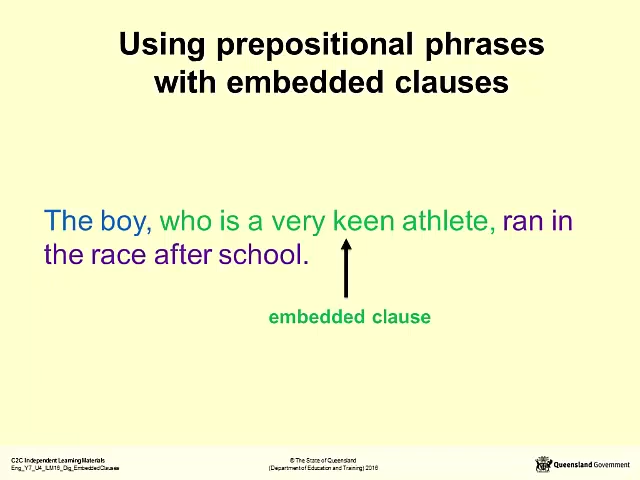 Using prepositional phrases
with embedded clauses
The boy, who is a very keen athlete, ran in
the race after school.
embedded clause
C2C Independent Learning Materials
Eng_Y7_U4_ILM16_Dig_EmbeddedClauses
© The State of Queensland
(Department of Education and Training) 2016
Queensland Government